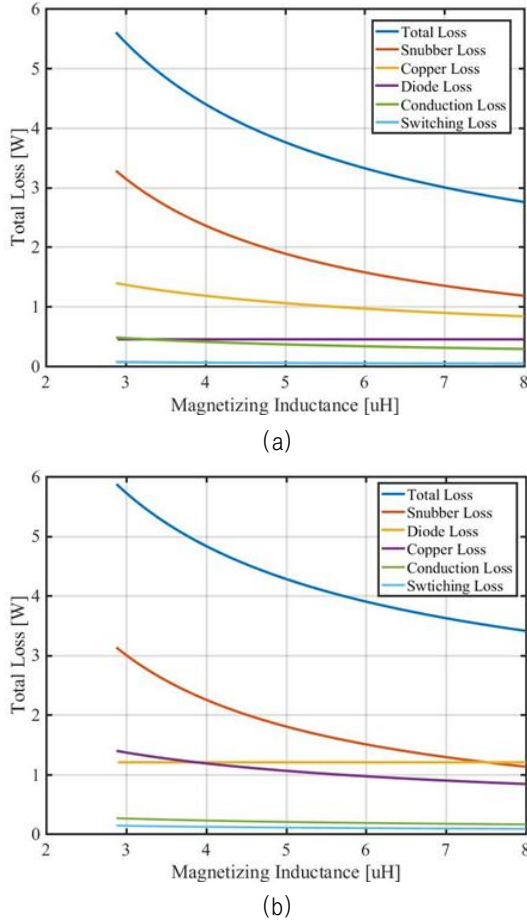 6
5
4
3
2
1
0
Total Loss [W]
Total Loss
Snubber Loss
Copper Loss
Diode Loss
Conduction Loss
Switching Loss
2 3 4 5 6 7 8
Magnetizing Inductance [uH]
(a)
6
5
4
3
2
1
0
Total Loss [W]
Total Loss
Snubber Loss
Diode Loss
Copper Loss
Conduction Loss
Swtiching Loss
2 3 4 5 6 7 8
Magnetizing Inductance [uH]
(b)